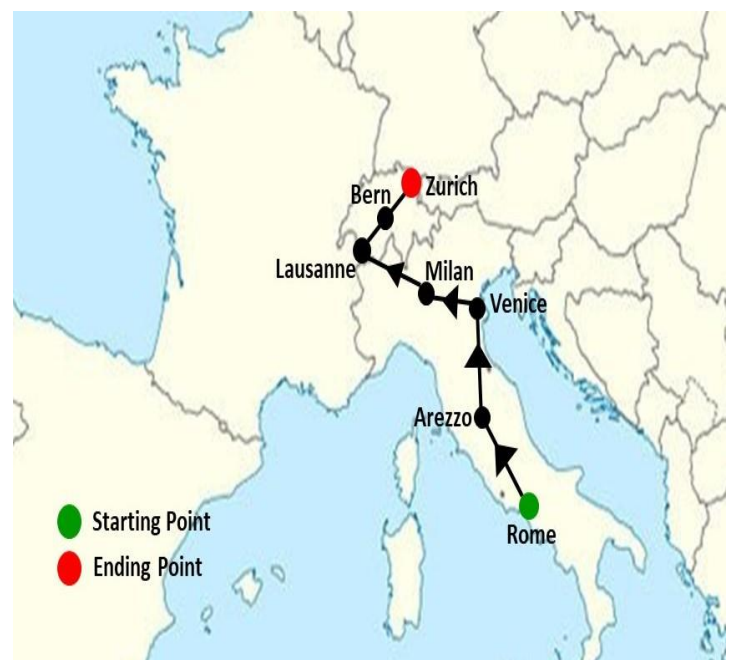 Zurich
Bern
Lausanne
Milan
Venice
Arezzo
Rome
Starting Point
Ending Point